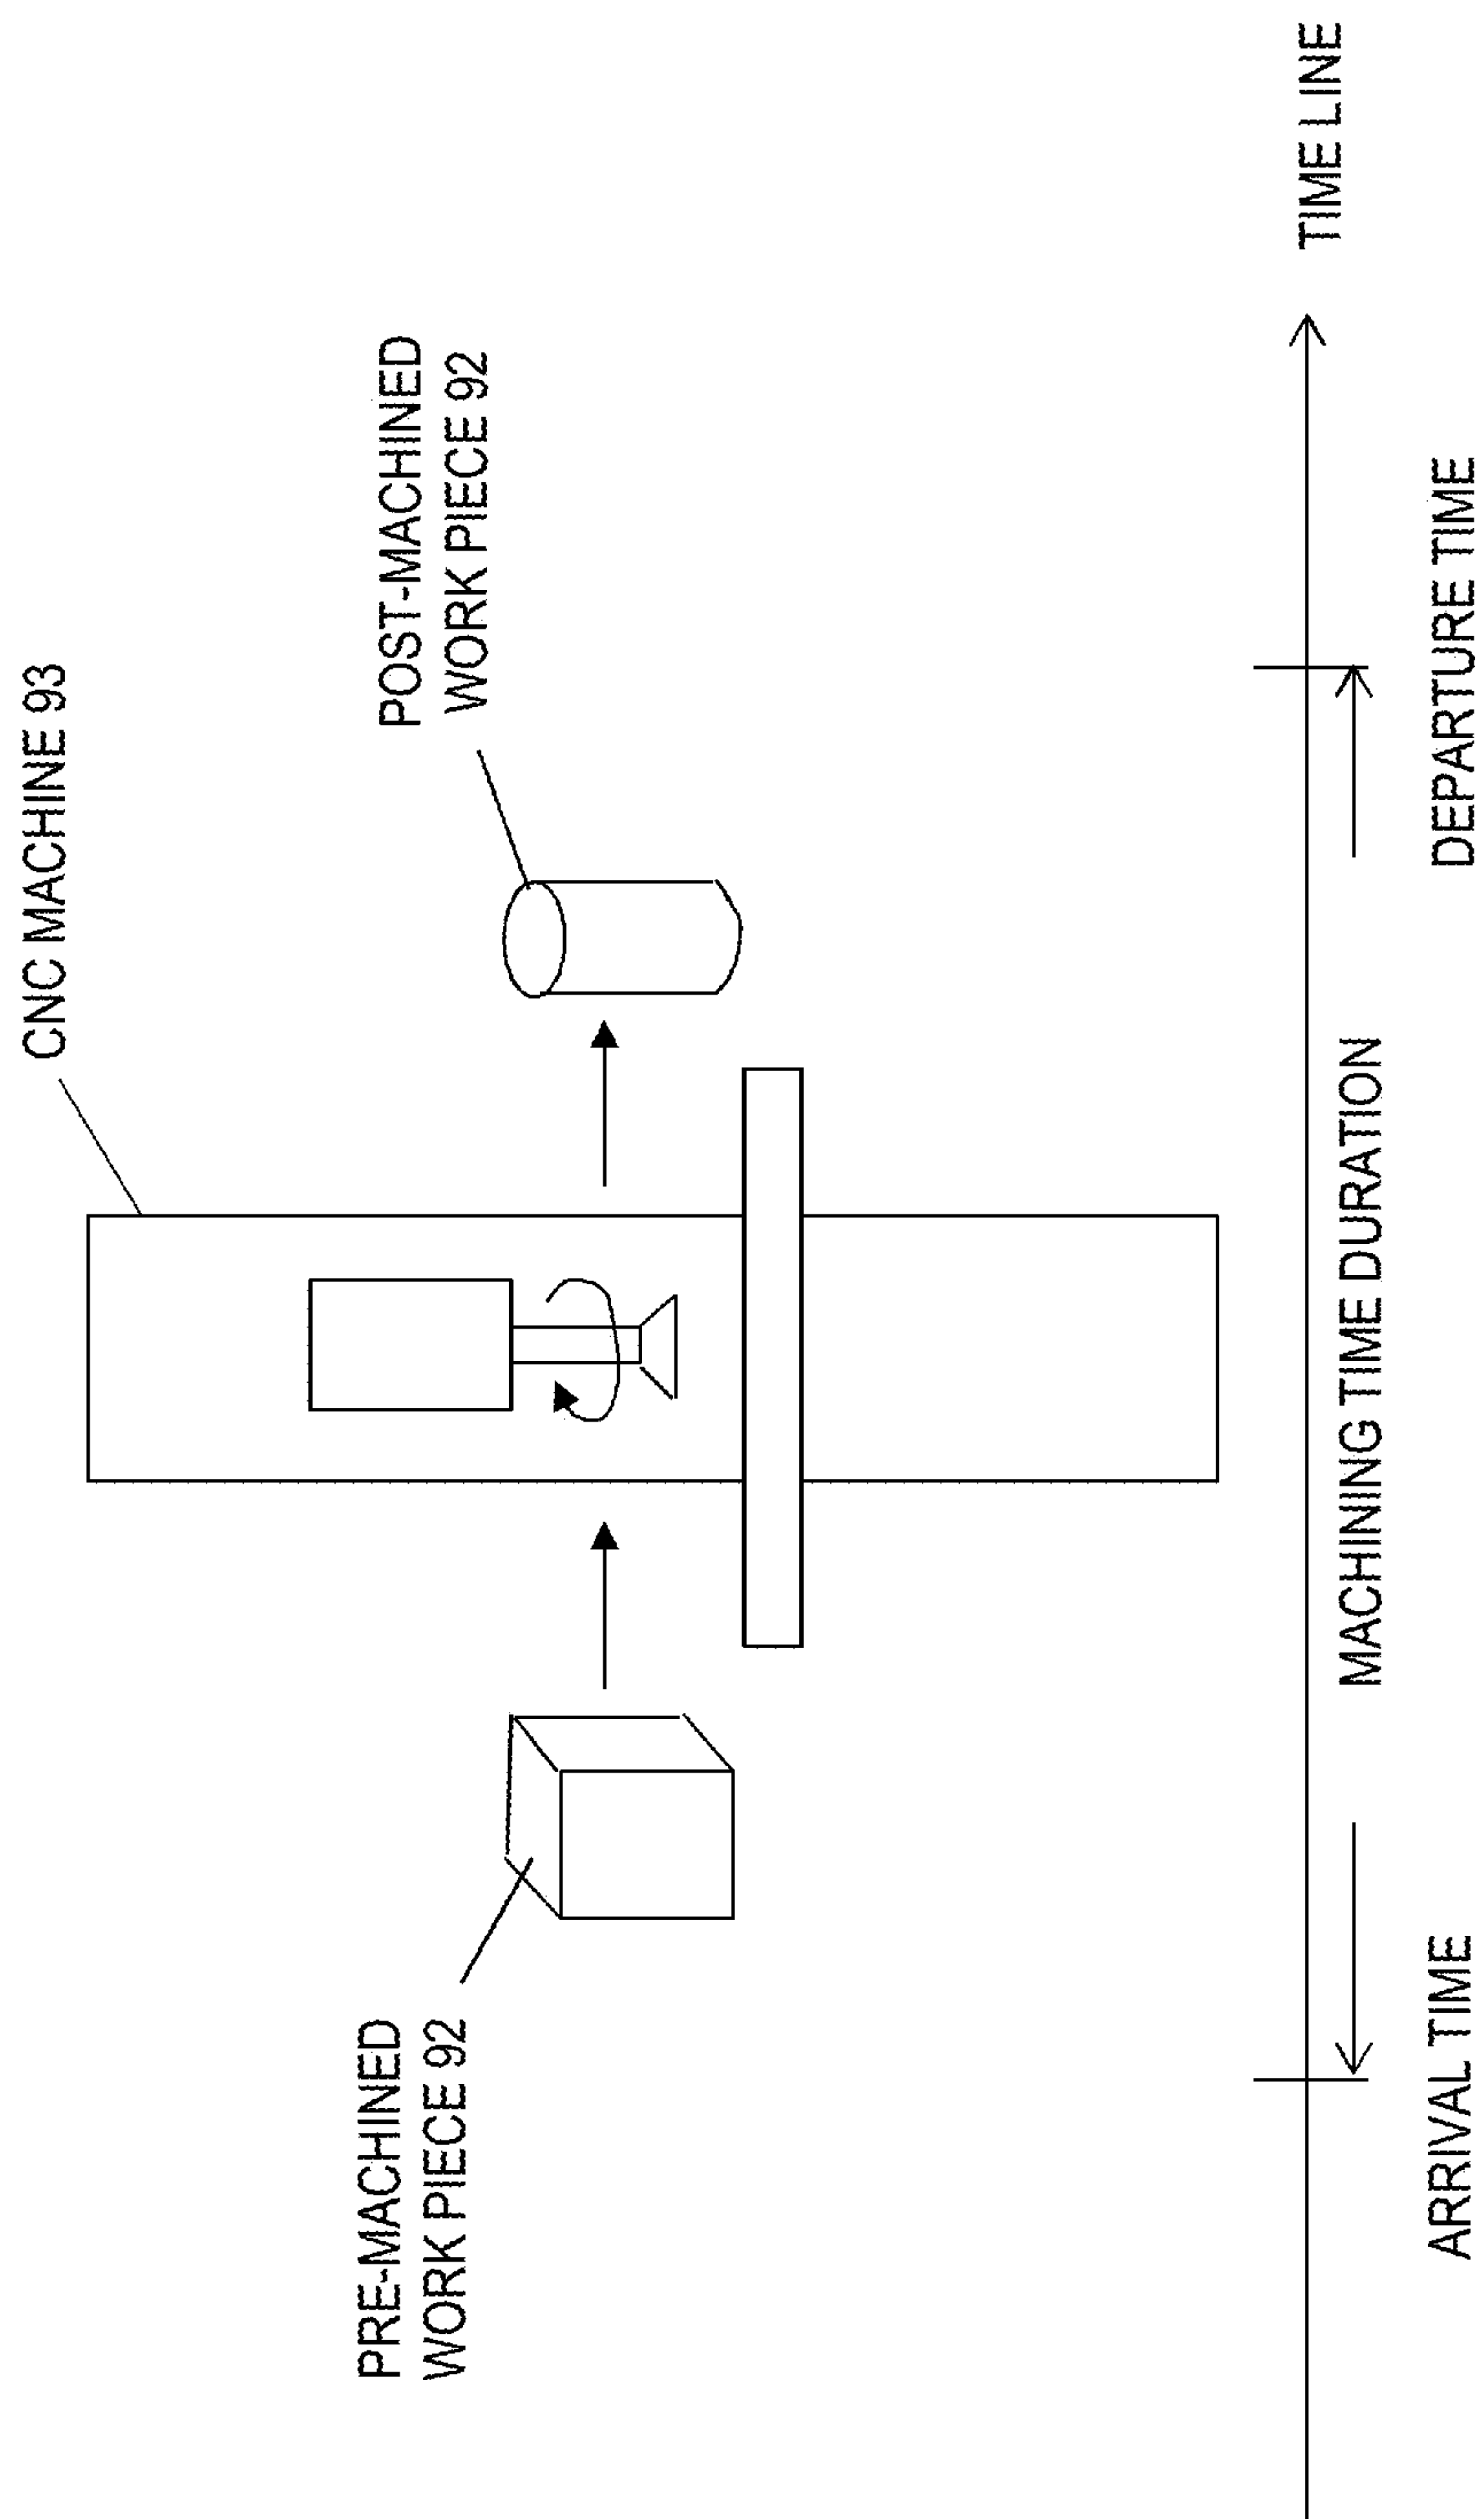 CNC MACHINE 93
PRE-MACHINED
WORK PIECE 92
POST-MACHINED
WORK PIECE 92
TIME LINE
MACHINING TIME DURATION
ARRIVAL TIME
DEPARTURE TIME